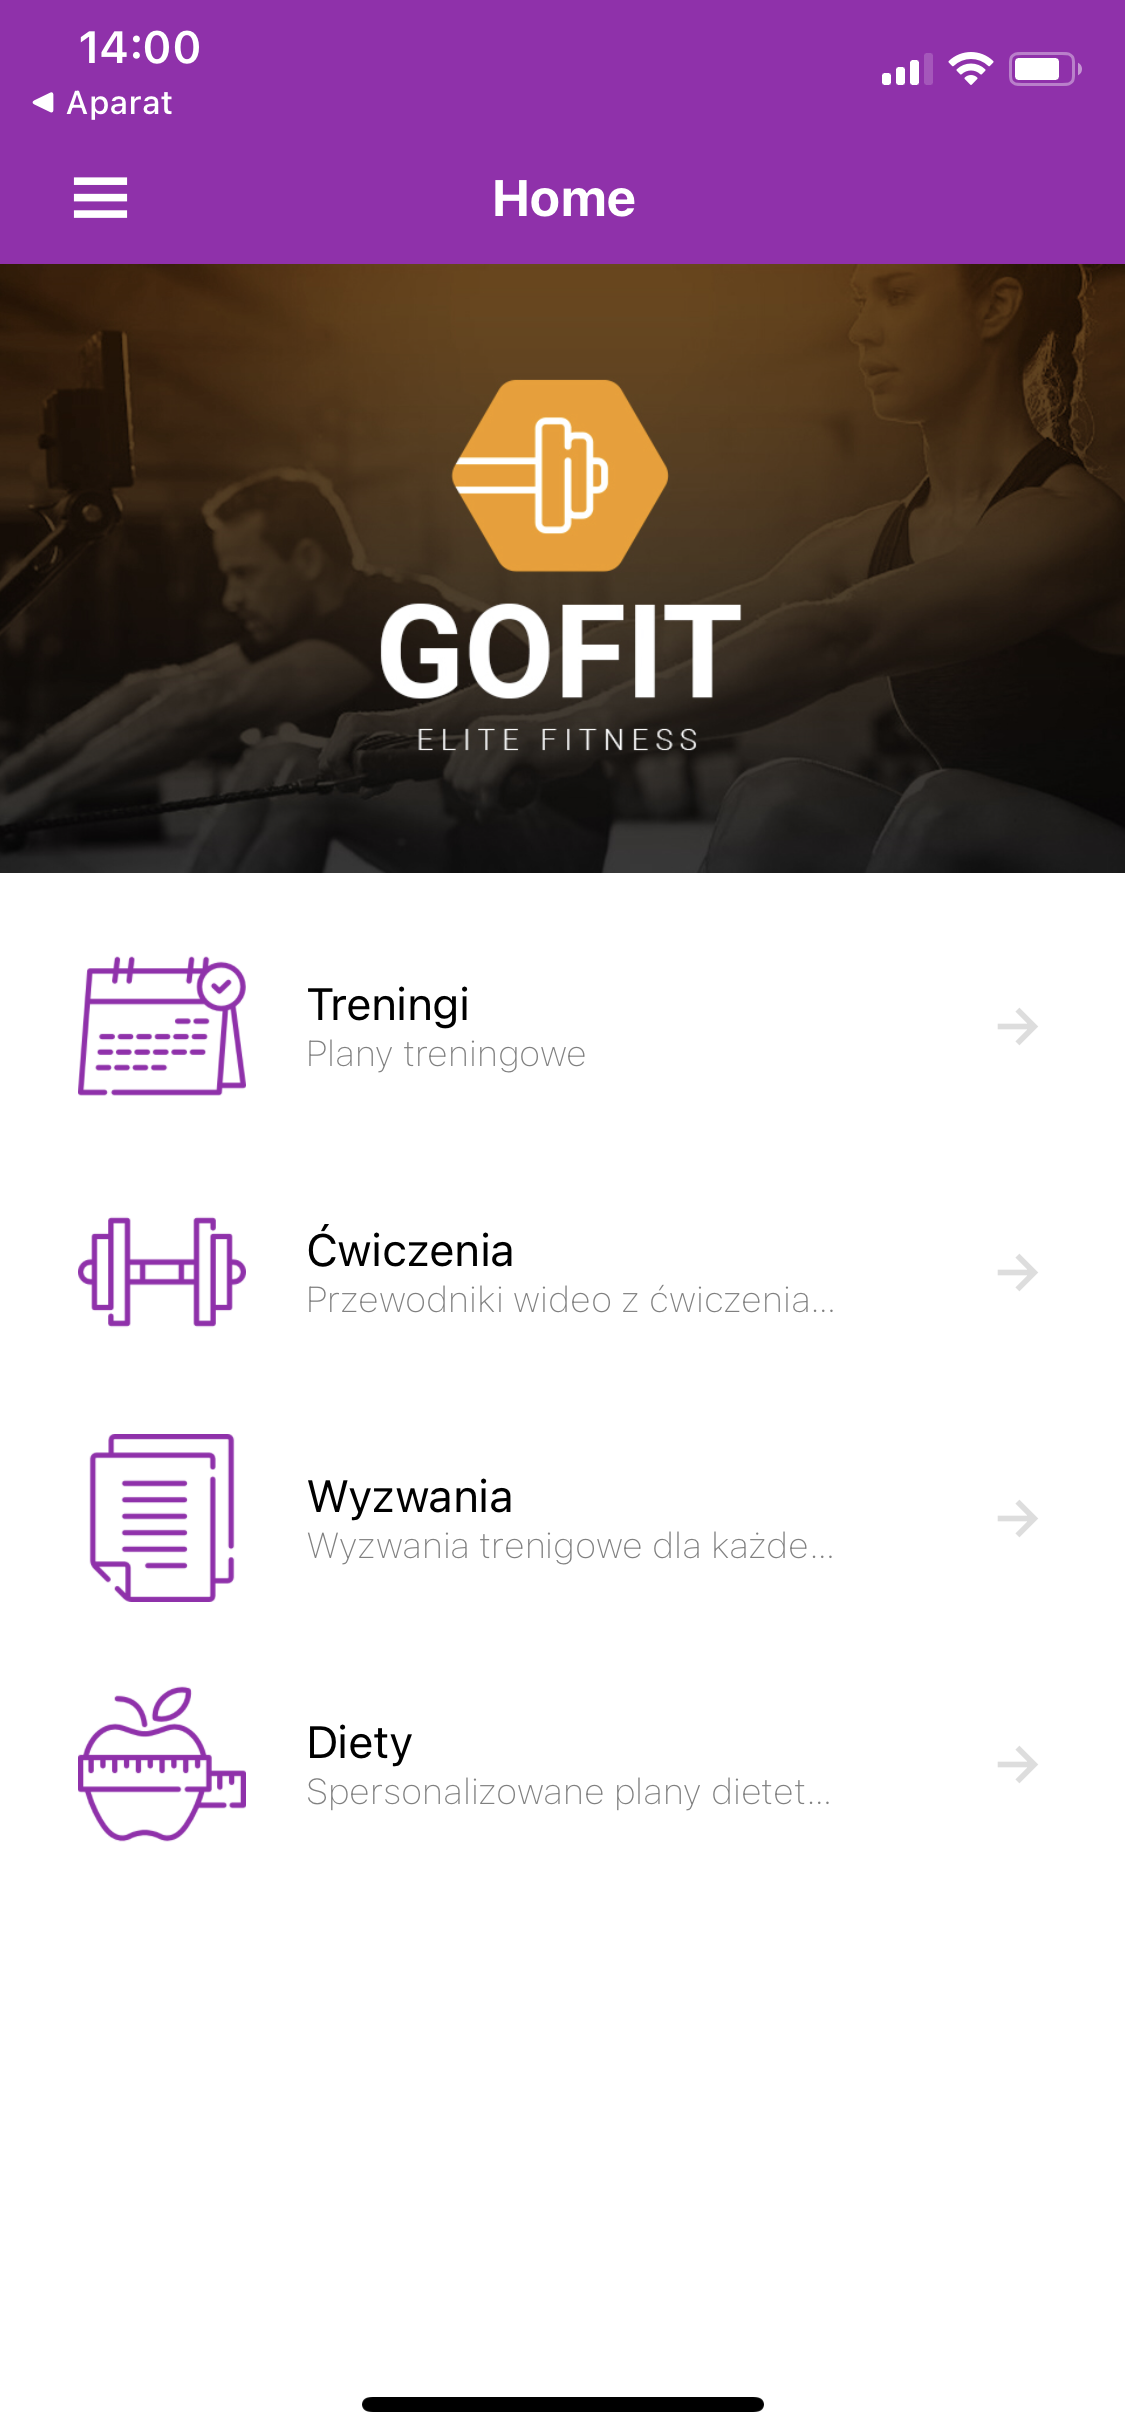 14:00
Aparat
Home
GOFIT
ELITE FITNESS
Treningi
Plany treningowe
Ćwiczenia
Przewodniki wideo z ćwiczenia...
Wyzwania
Wyzwania trenigowe dla każde...
Diety
Spersonalizowane plany dietet...